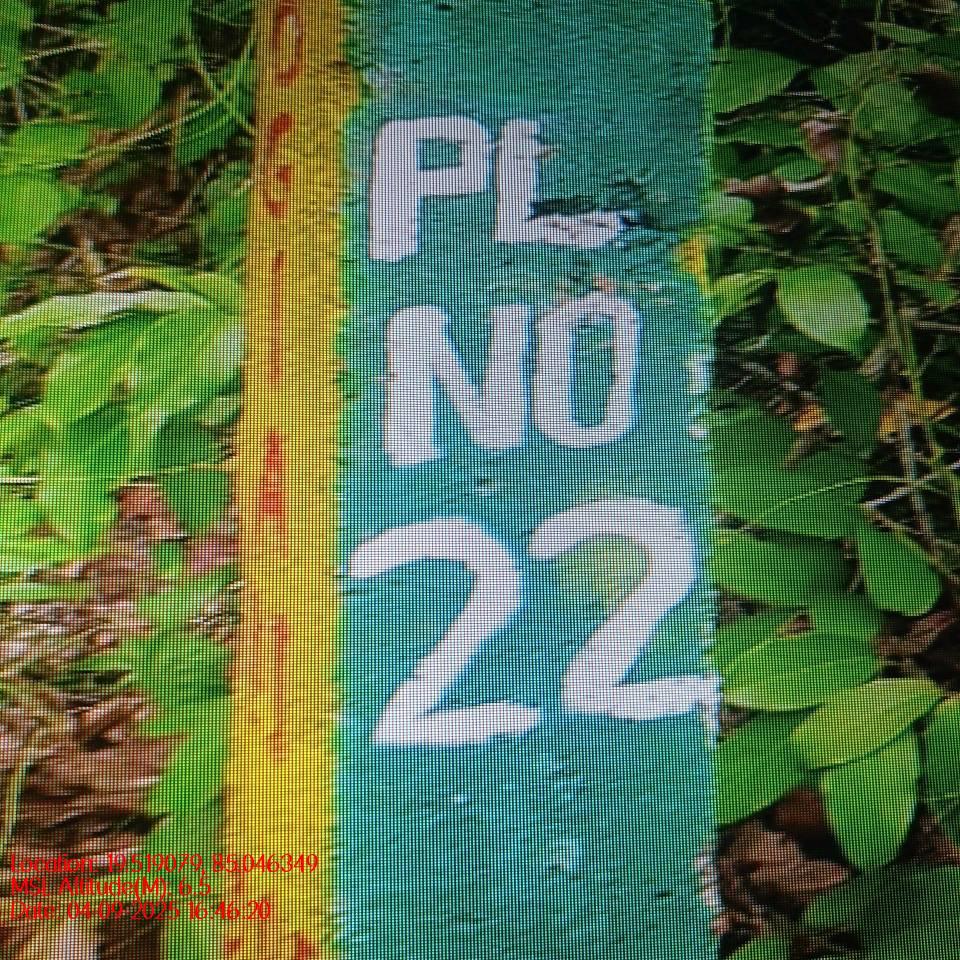 PL
NO
22
Location: 19.519079, 85.046349
MSL Altitude(M). 6.5
Date: 04-09-2025 16:46:20